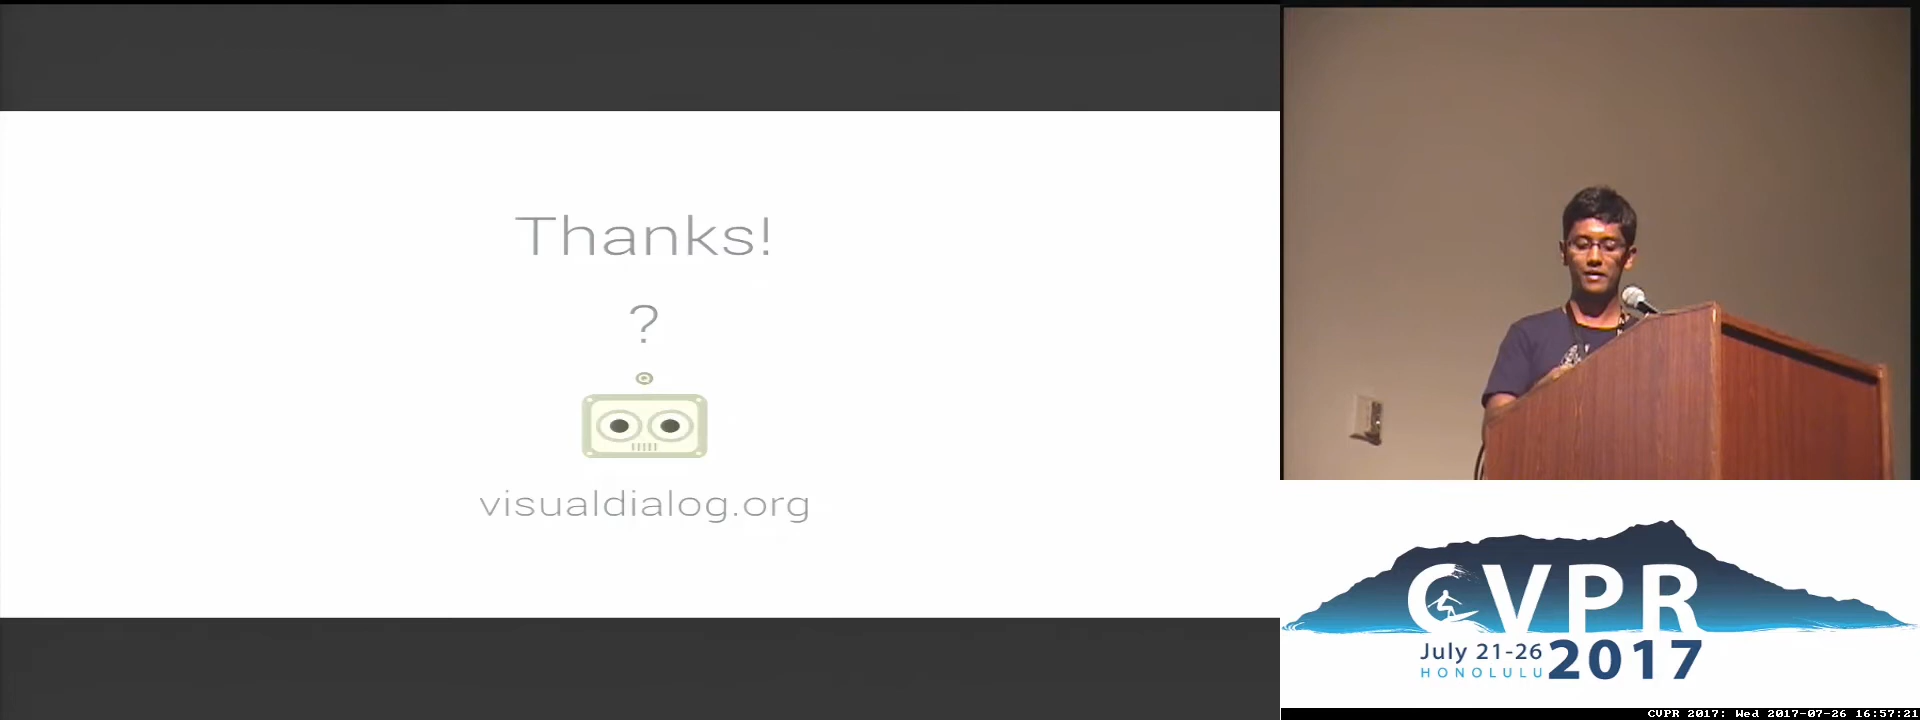 Thanks!
?
visualdialog.org
CVPR
July 21-26
HONOLULU
2017
CVPR 2017: Wed 2017-07-26 16:57:21